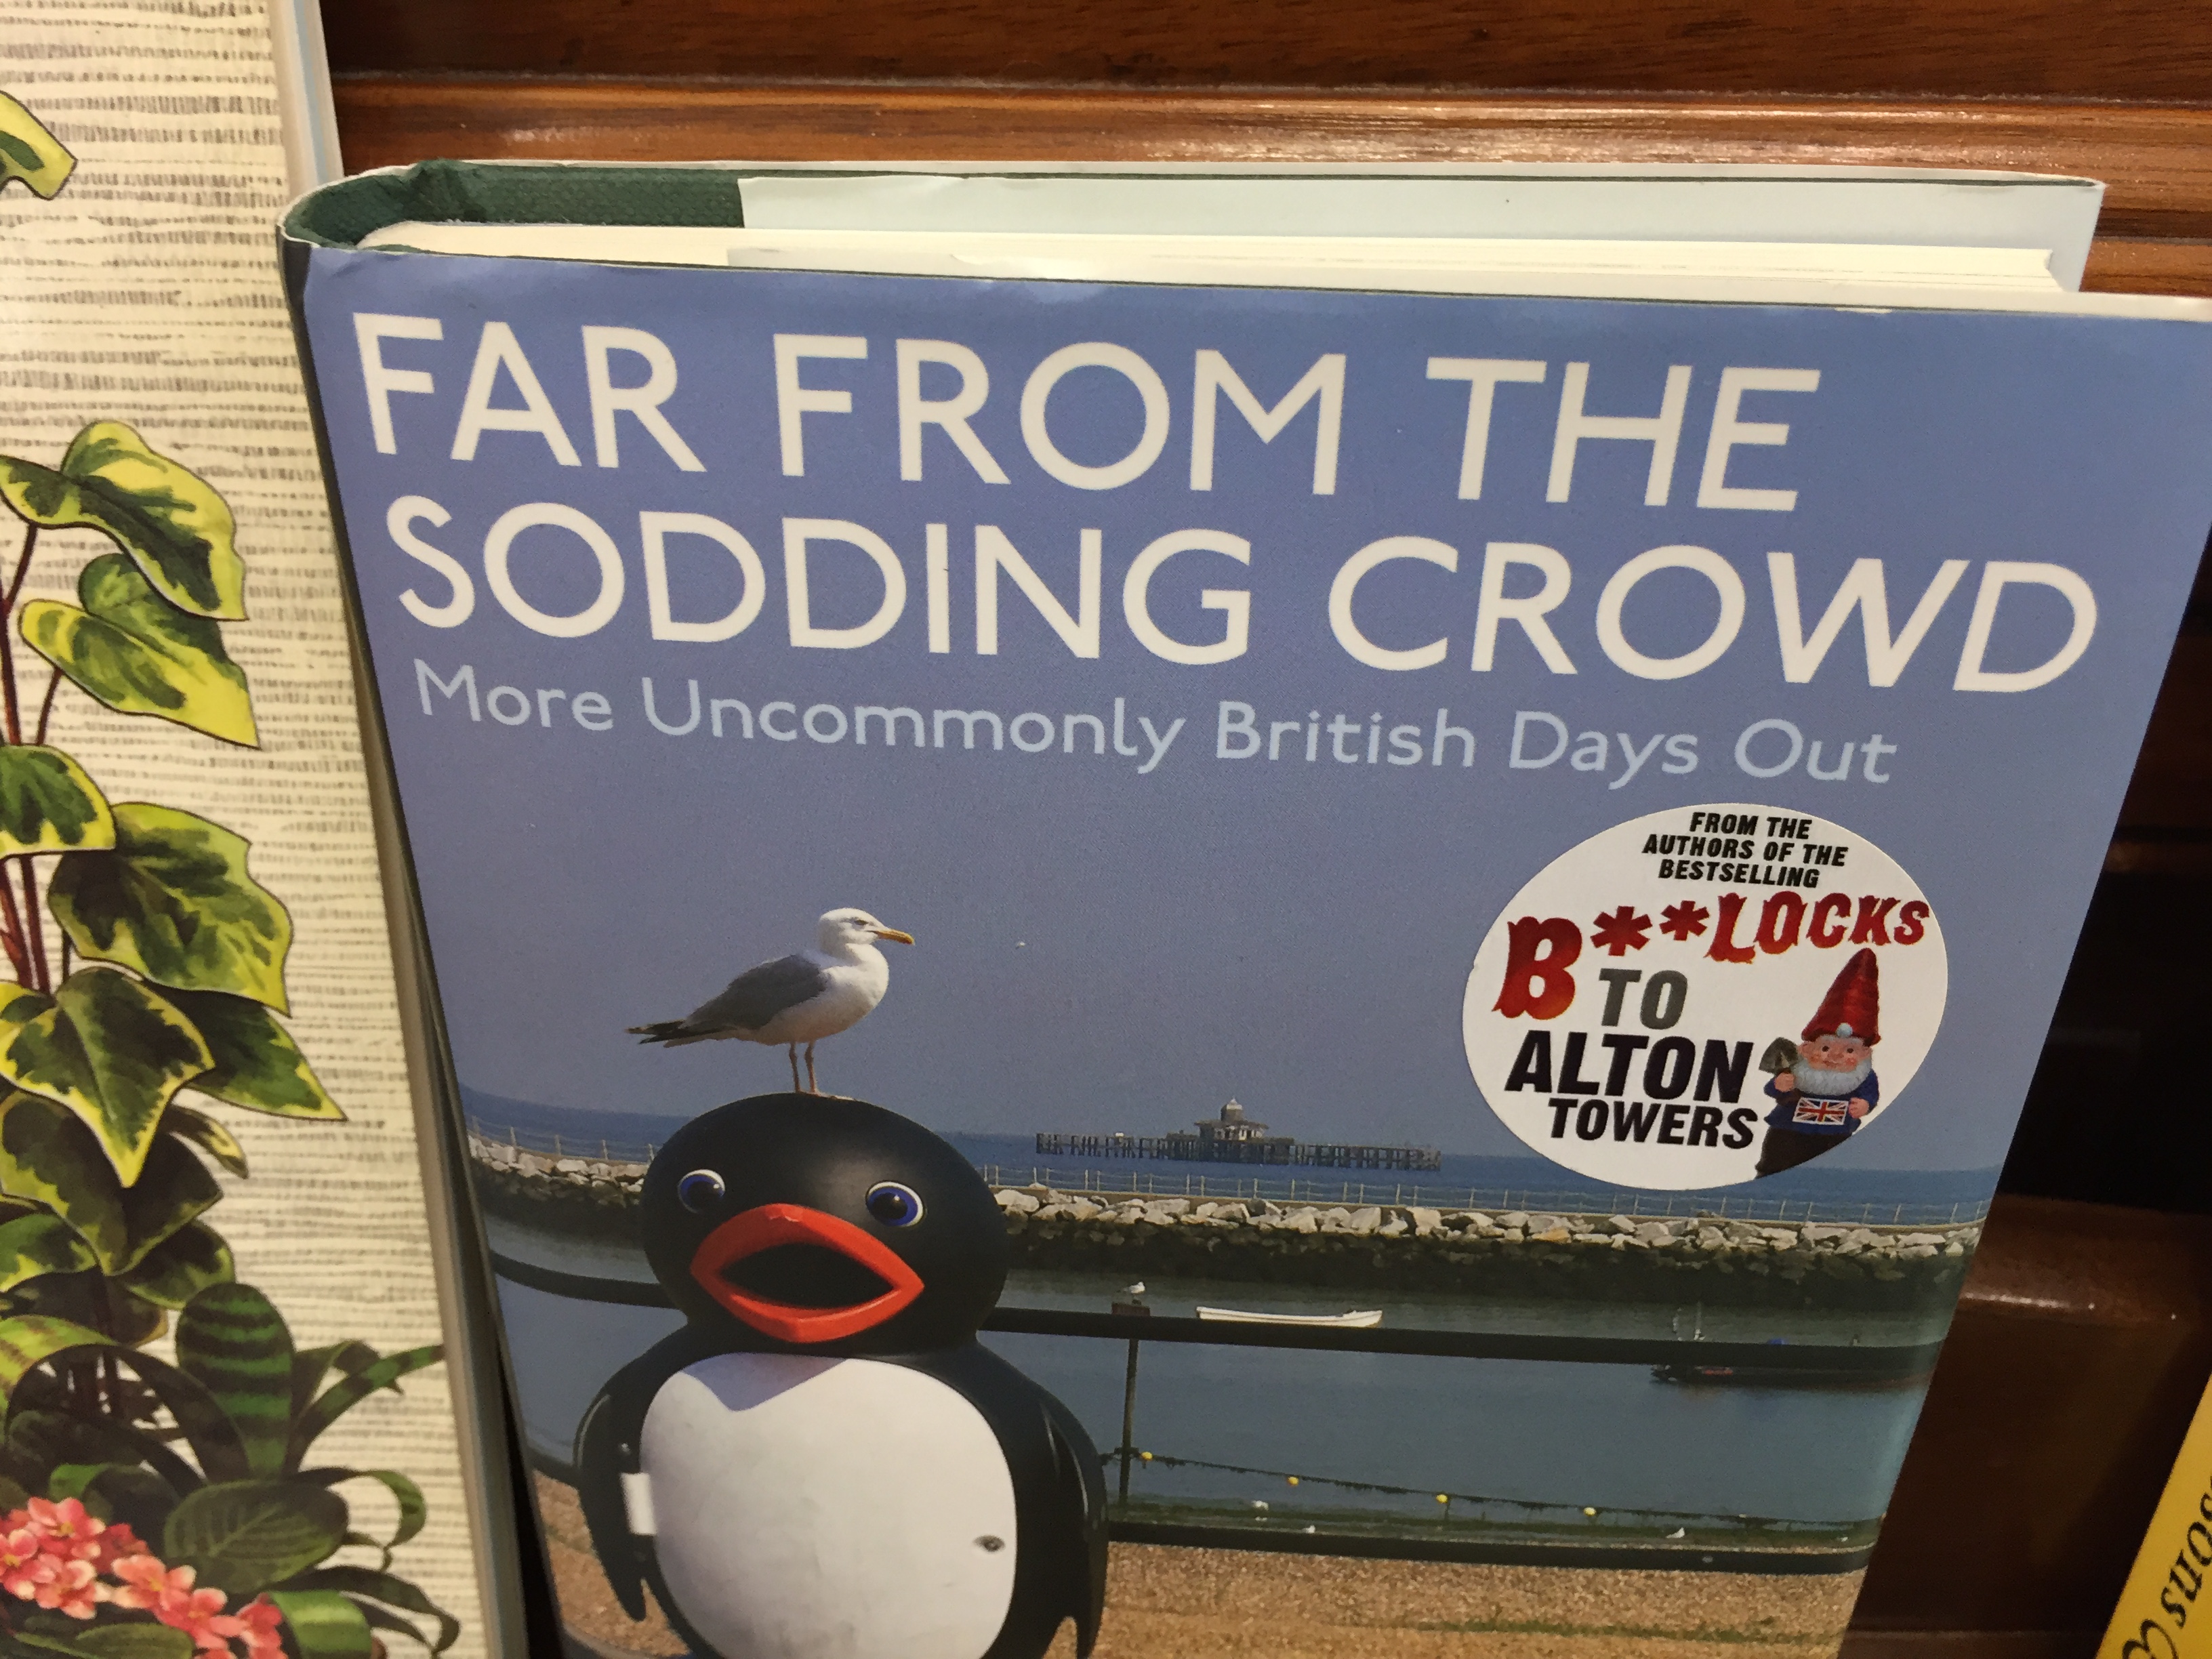 FAR FROM THE
SODDING CROWD
More Uncommonly British Days Out
FROM THE
AUTHORS OF THE
BESTSELLING
B**LOCKS
TO
ALTON
TOWERS